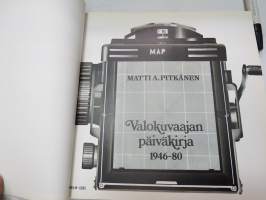 MAP
MATTI A. PITKÄNEN
Valokuvaajan
päiväkirja
1946-80